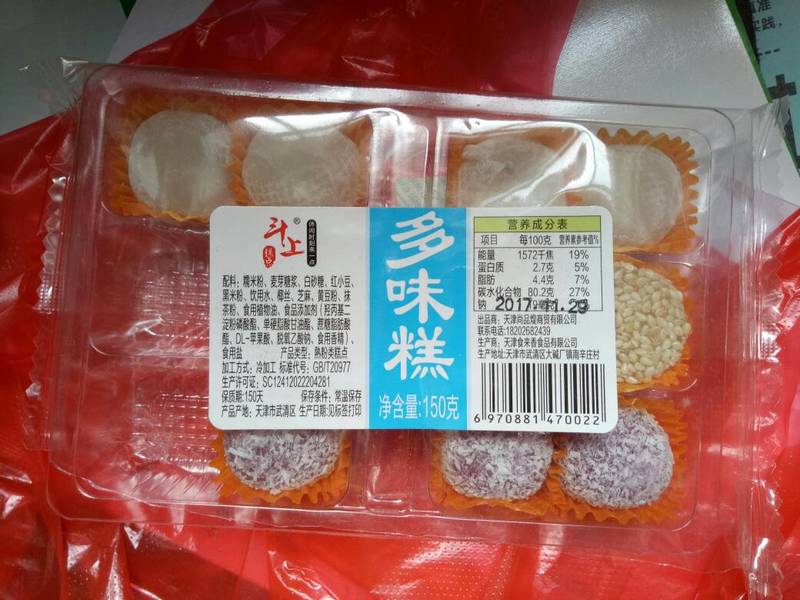 斗上®
糕点
休闲时刻来一点
配料：糯米粉、麦芽糖浆、白砂糖、红小豆、
黑米粉、饮用水、椰丝、芝麻、黄豆粉、抹
茶粉、食用植物油、食品添加剂（羟丙基二
淀粉磷酸酯、单硬脂酸甘油酯、蔗糖脂肪酸
酯、DL-苹果酸、脱氢乙酸钠、食用香精）、
食用盐 产品类型：熟粉类糕点
加工方式：冷加工 标准代号：GB/T20977
生产许可证：SC12412022204281
保质期:150天 保存条件：常温保存
产品产地：天津市武清区 生产日期:见标签打印
多味糕
净含量:150克
营养成分表
项目 每100克 营养素参考值%
能量 1572千焦 19%
蛋白质 2.7克 5%
脂肪 4.4克 7%
碳水化合物 80.2克 27%
钠
2017.11.29
出品商：天津尚品煌商贸有限公司
联系电话:18202682439
生产商：天津食来香食品有限公司
生产地址:天津市武清区大碱厂镇南辛庄村
6 970881 470022
准
实践，